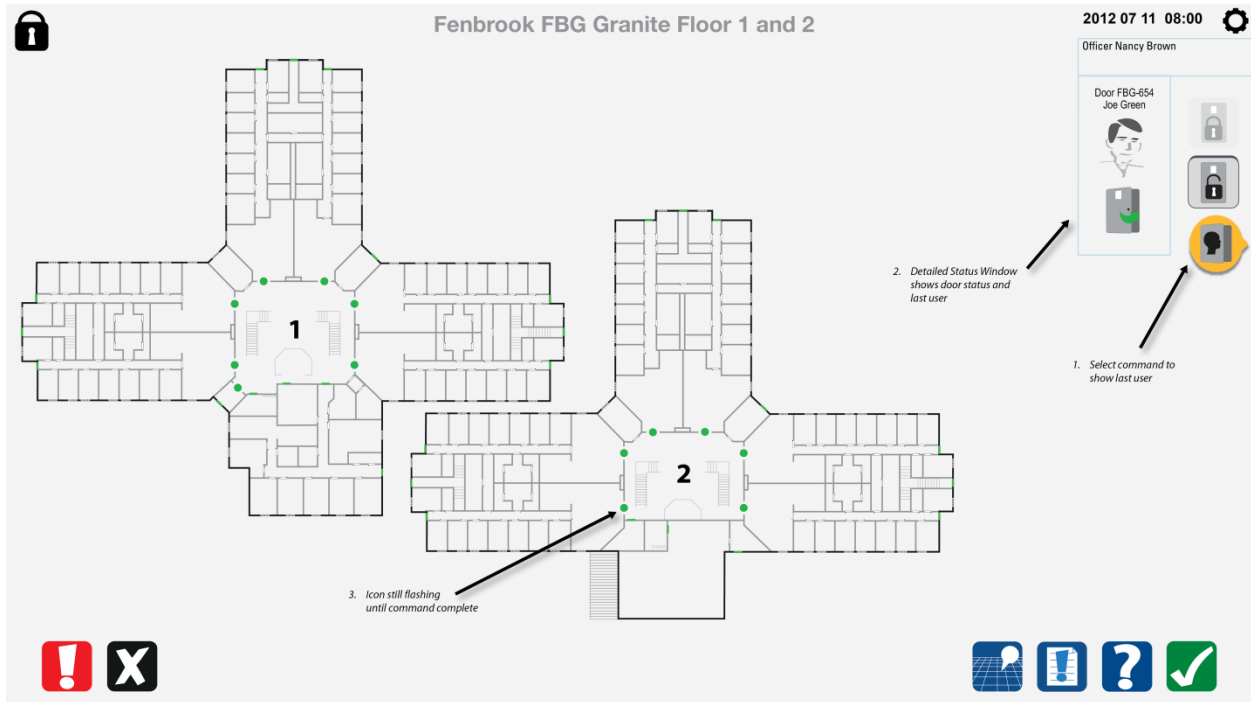 Fenbrook FBG Granite Floor 1 and 2
2012 07 11 08:00
Officer Nancy Brown
Door FBG-654
Joe Green
1
2
2. Detailed Status Window
shows door status and
last user
1. Select command to
show last user
3. Icon still flashing
until command complete